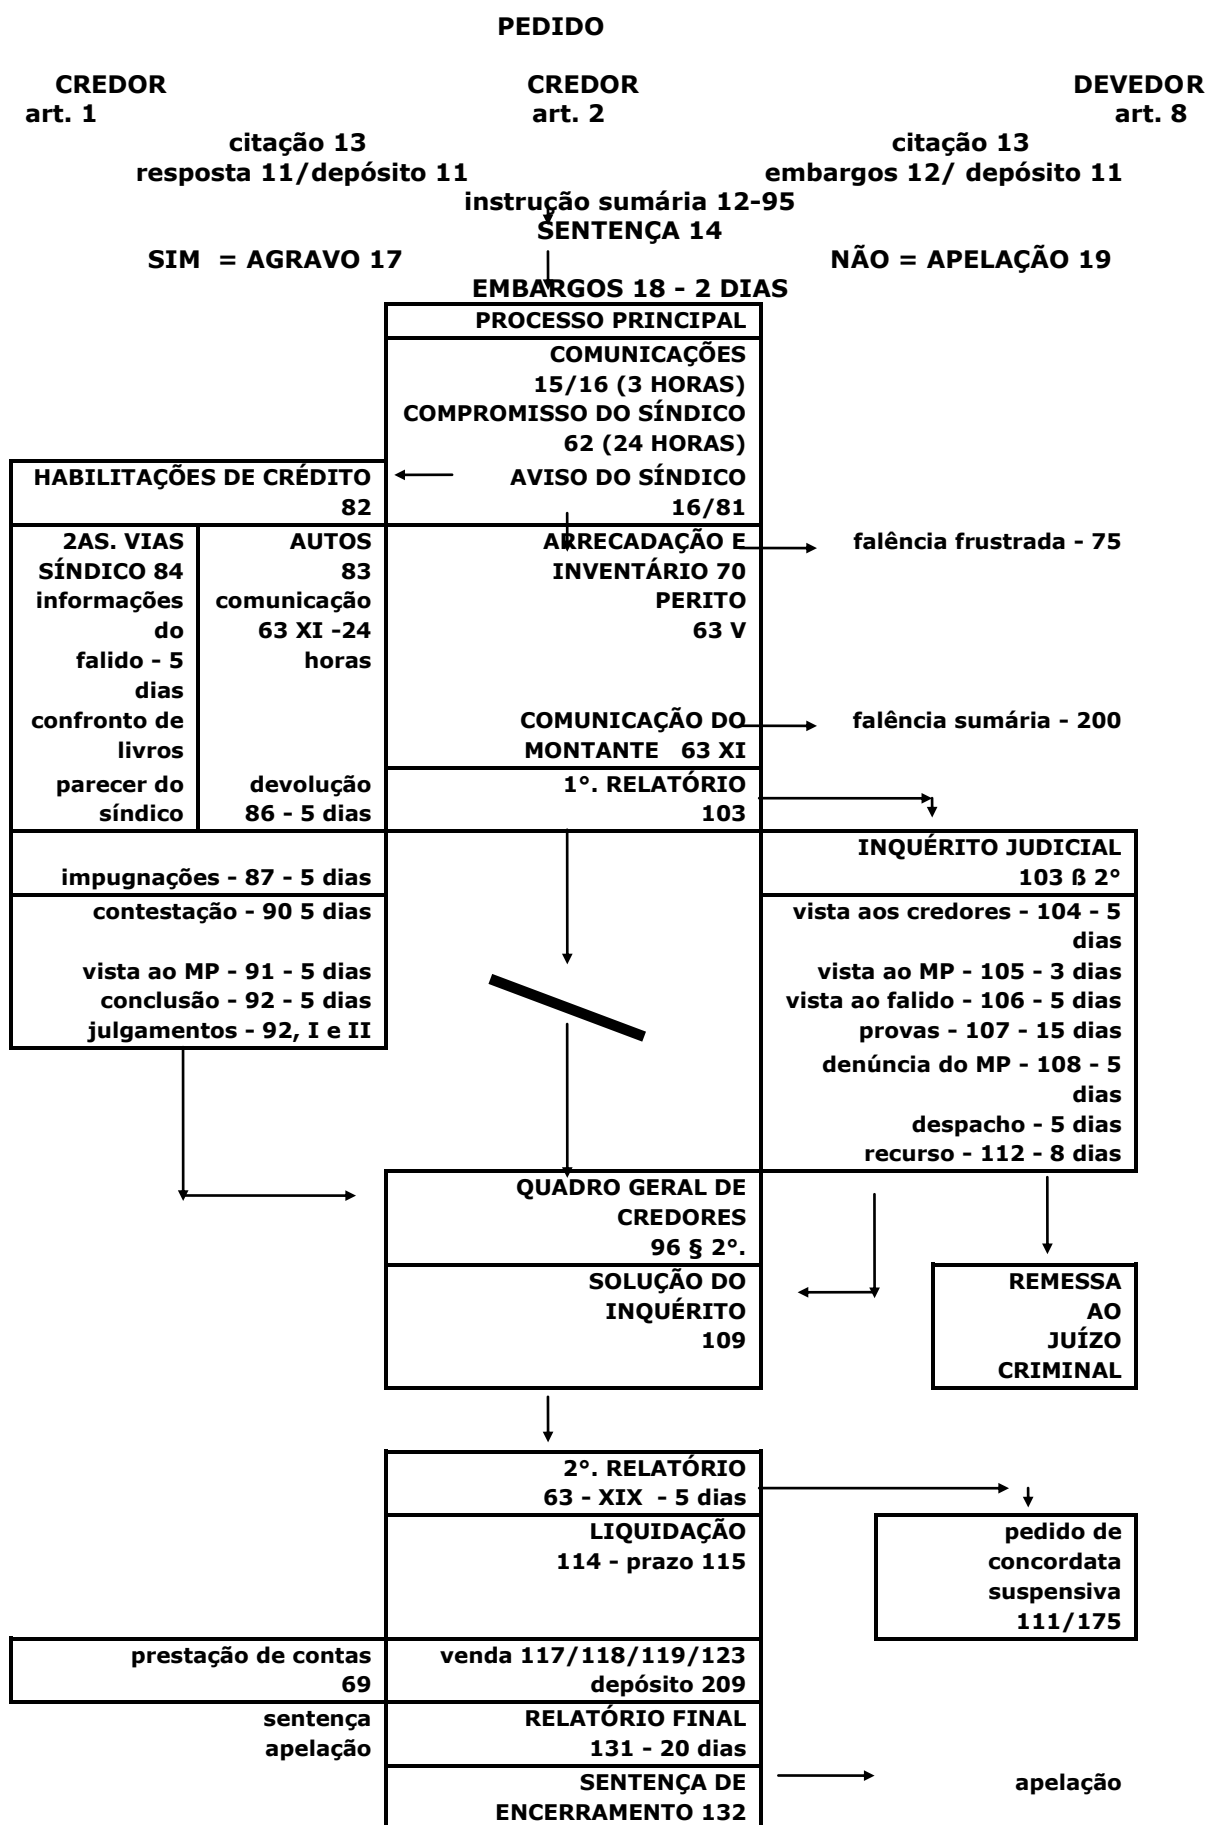 PEDIDO
CREDOR CREDOR DEVEDOR
art. 1 art. 2 art. 8
citação 13 citação 13
resposta 11/depósito 11 embargos 12/ depósito 11
instrução sumária 12-95
SENTENÇA 14
SIM = AGRAVO 17 NÃO = APELAÇÃO 19
EMBARGOS 18 - 2 DIAS
PROCESSO PRINCIPAL
COMUNICAÇÕES
15/16 (3 HORAS)
COMPROMISSO DO SÍNDICO
62 (24 HORAS)
HABILITAÇÕES DE CRÉDITO
82
AVISO DO SÍNDICO
16/81
2AS. VIAS
SÍNDICO 84
informações
do
falido - 5
dias
confronto de
livros
parecer do
síndico
AUTOS
83
comunicação
63 XI -24
horas
devolução
86 - 5 dias
ARRECADAÇÃO E
INVENTÁRIO 70
PERITO
63 V
COMUNICAÇÃO DO
MONTANTE 63 XI
falência frustrada - 75
falência sumária - 200
1°. RELATÓRIO
103
impugnações - 87 - 5 dias
contestação - 90 5 dias
vista ao MP - 91 - 5 dias
conclusão - 92 - 5 dias
julgamentos - 92, I e II
INQUÉRITO JUDICIAL
103 ß 2°
vista aos credores - 104 - 5
dias
vista ao MP - 105 - 3 dias
vista ao falido - 106 - 5 dias
provas - 107 - 15 dias
denúncia do MP - 108 - 5
dias
despacho - 5 dias
recurso - 112 - 8 dias
QUADRO GERAL DE
CREDORES
96 § 2°.
SOLUÇÃO DO
INQUÉRITO
109
REMESSA
AO
JUÍZO
CRIMINAL
2°. RELATÓRIO
63 - XIX - 5 dias
LIQUIDAÇÃO
114 - prazo 115
pedido de
concordata
suspensiva
111/175
prestação de contas
69
venda 117/118/119/123
depósito 209
sentença
apelação
RELATÓRIO FINAL
131 - 20 dias
SENTENÇA DE
ENCERRAMENTO 132
apelação